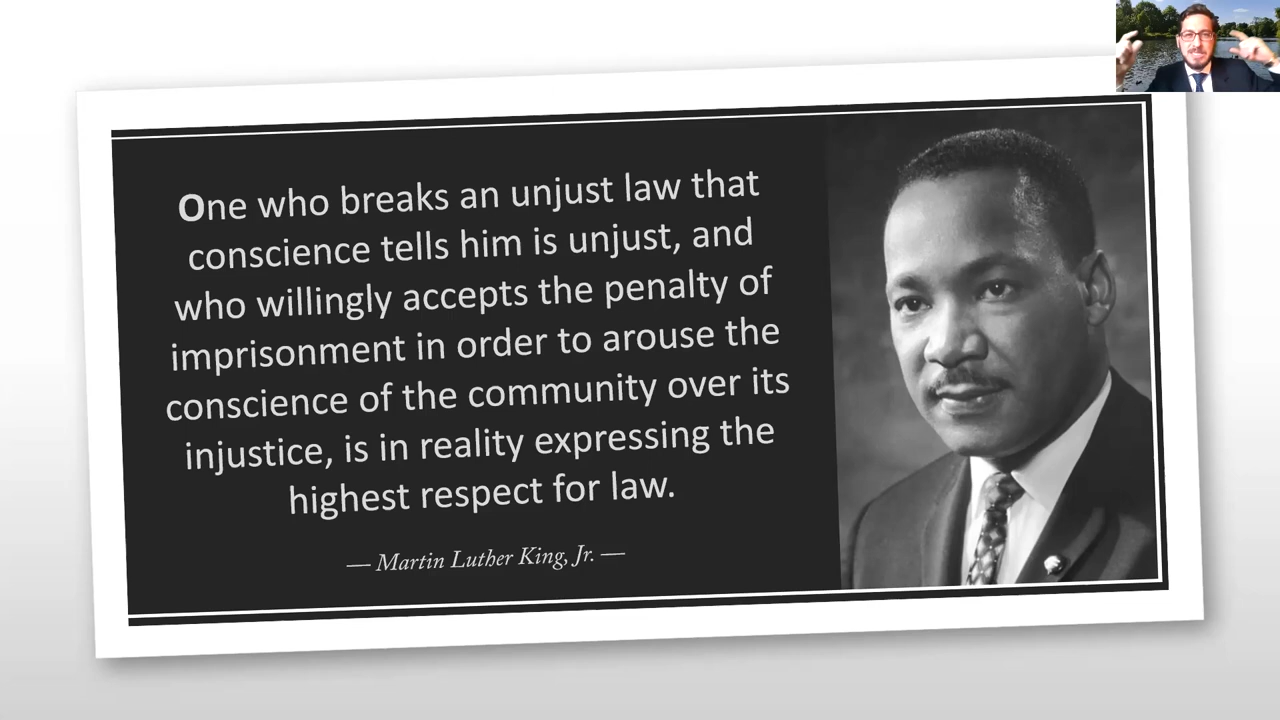 One who breaks an unjust law that
conscience tells him is unjust, and
who willingly accepts the penalty of
imprisonment in order to arouse the
conscience of the community over its
injustice, is in reality expressing the
highest respect for law.
— Martin Luther King, Jr. —